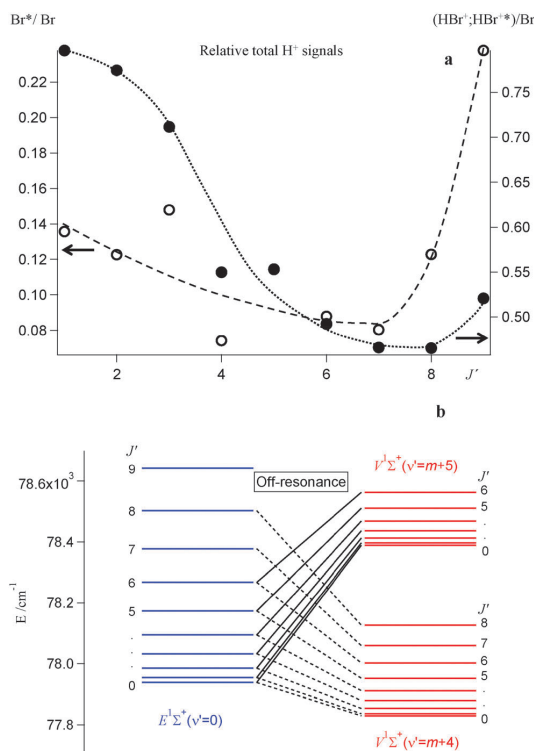 Br*/ Br
(HBr⁺;HBr⁺*)/Br
Relative total H⁺ signals
a
0.22
0.20
0.18
0.16
0.14
0.12
0.10
0.08
0.75
0.70
0.65
0.60
0.55
0.50
2
4
6
8
J′
b
J′
9
8
7
6
5
.
.
0
Off-resonance
V¹Σ⁺(ν'=m+5)
J′
6
5
.
.
0
J′
8
7
6
5
.
.
0
78.6x10³
78.4
78.2
78.0
77.8
E /cm⁻¹
E¹Σ⁺(ν'=0)
V¹Σ⁺(ν'=m+4)